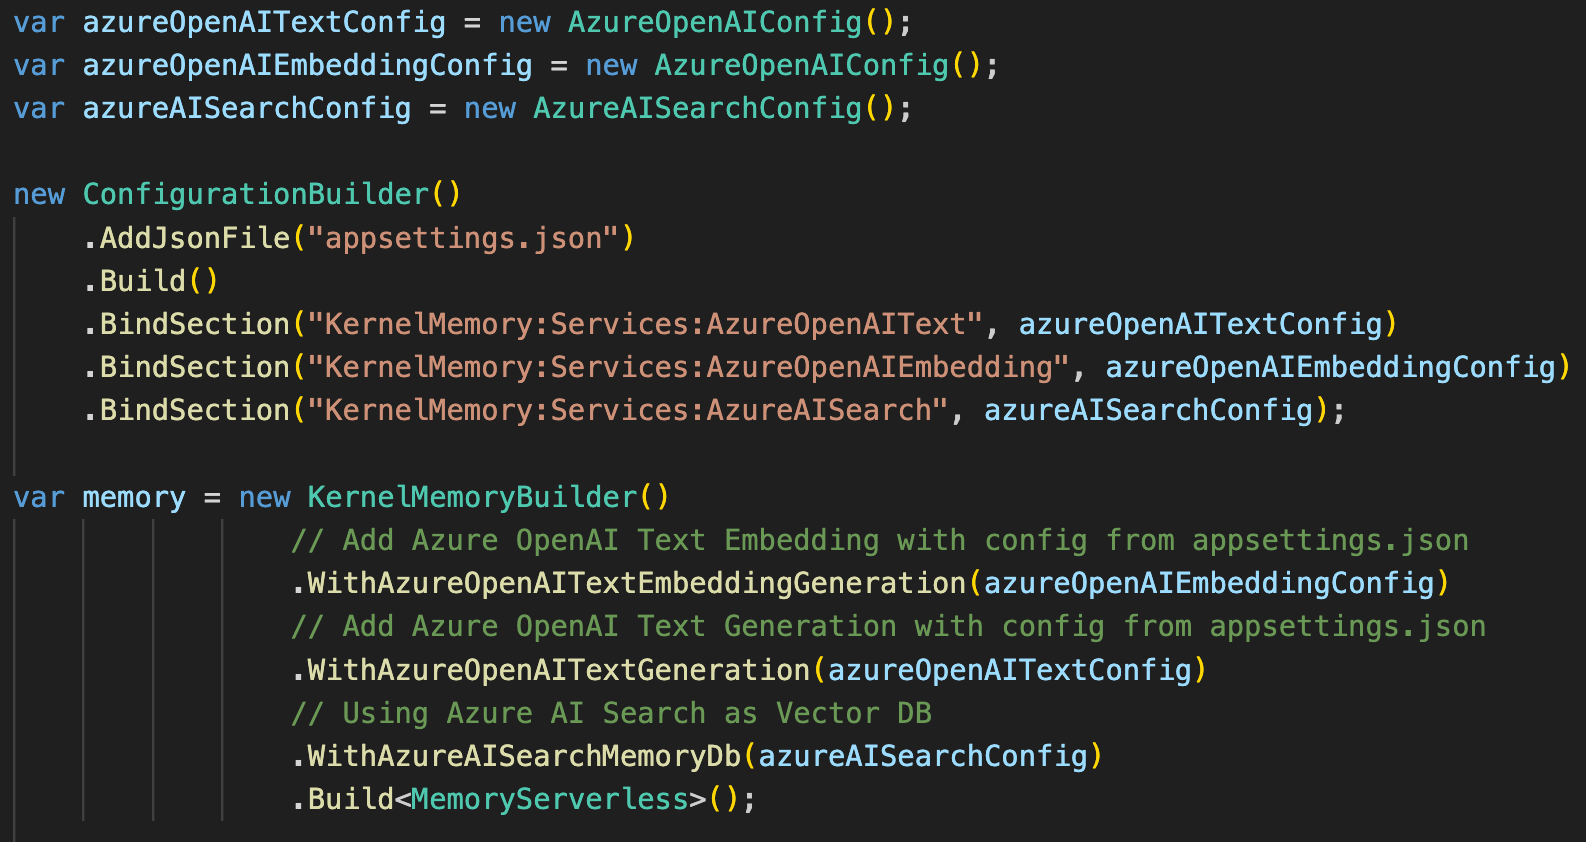 var azureOpenAITextConfig = new AzureOpenAIConfig();
var azureOpenAIEmbeddingConfig = new AzureOpenAIConfig();
var azureAISearchConfig = new AzureAISearchConfig();

new ConfigurationBuilder()
    .AddJsonFile("appsettings.json")
    .Build()
    .BindSection("KernelMemory:Services:AzureOpenAIText", azureOpenAITextConfig)
    .BindSection("KernelMemory:Services:AzureOpenAIEmbedding", azureOpenAIEmbeddingConfig)
    .BindSection("KernelMemory:Services:AzureAISearch", azureAISearchConfig);

var memory = new KernelMemoryBuilder()
                // Add Azure OpenAI Text Embedding with config from appsettings.json
                .WithAzureOpenAITextEmbeddingGeneration(azureOpenAIEmbeddingConfig)
                // Add Azure OpenAI Text Generation with config from appsettings.json
                .WithAzureOpenAITextGeneration(azureOpenAITextConfig)
                // Using Azure AI Search as Vector DB
                .WithAzureAISearchMemoryDb(azureAISearchConfig)
                .Build<MemoryServerless>();